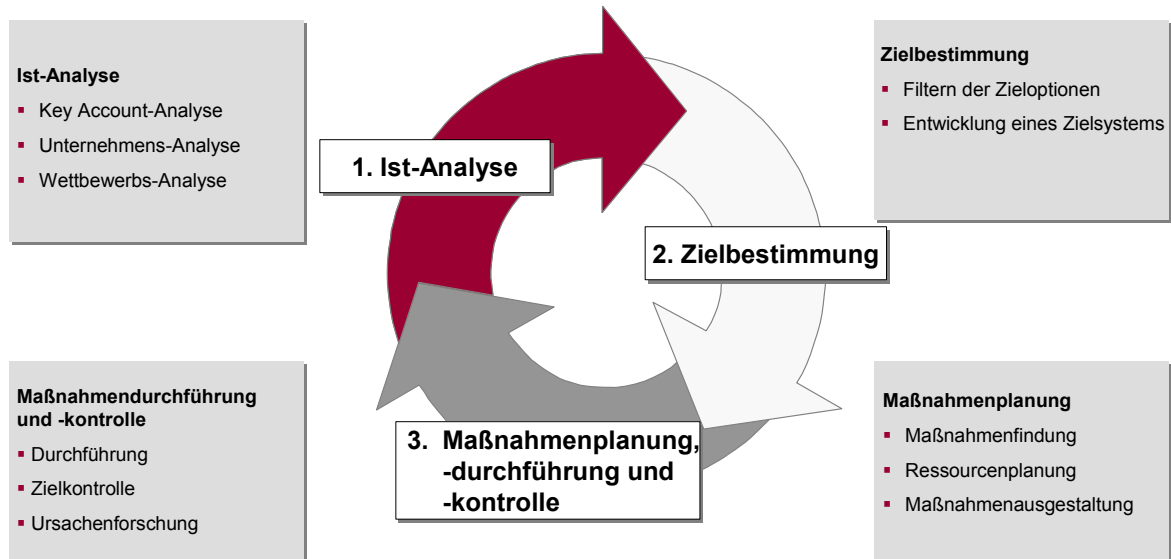 Ist-Analyse
▪ Key Account-Analyse
▪ Unternehmens-Analyse
▪ Wettbewerbs-Analyse
Zielbestimmung
▪ Filtern der Zieloptionen
▪ Entwicklung eines Zielsystems
1. Ist-Analyse
2. Zielbestimmung
3. Maßnahmenplanung,
-durchführung und
-kontrolle
Maßnahmendurchführung
und -kontrolle
▪ Durchführung
▪ Zielkontrolle
▪ Ursachenforschung
Maßnahmenplanung
▪ Maßnahmenfindung
▪ Ressourcenplanung
▪ Maßnahmenausgestaltung